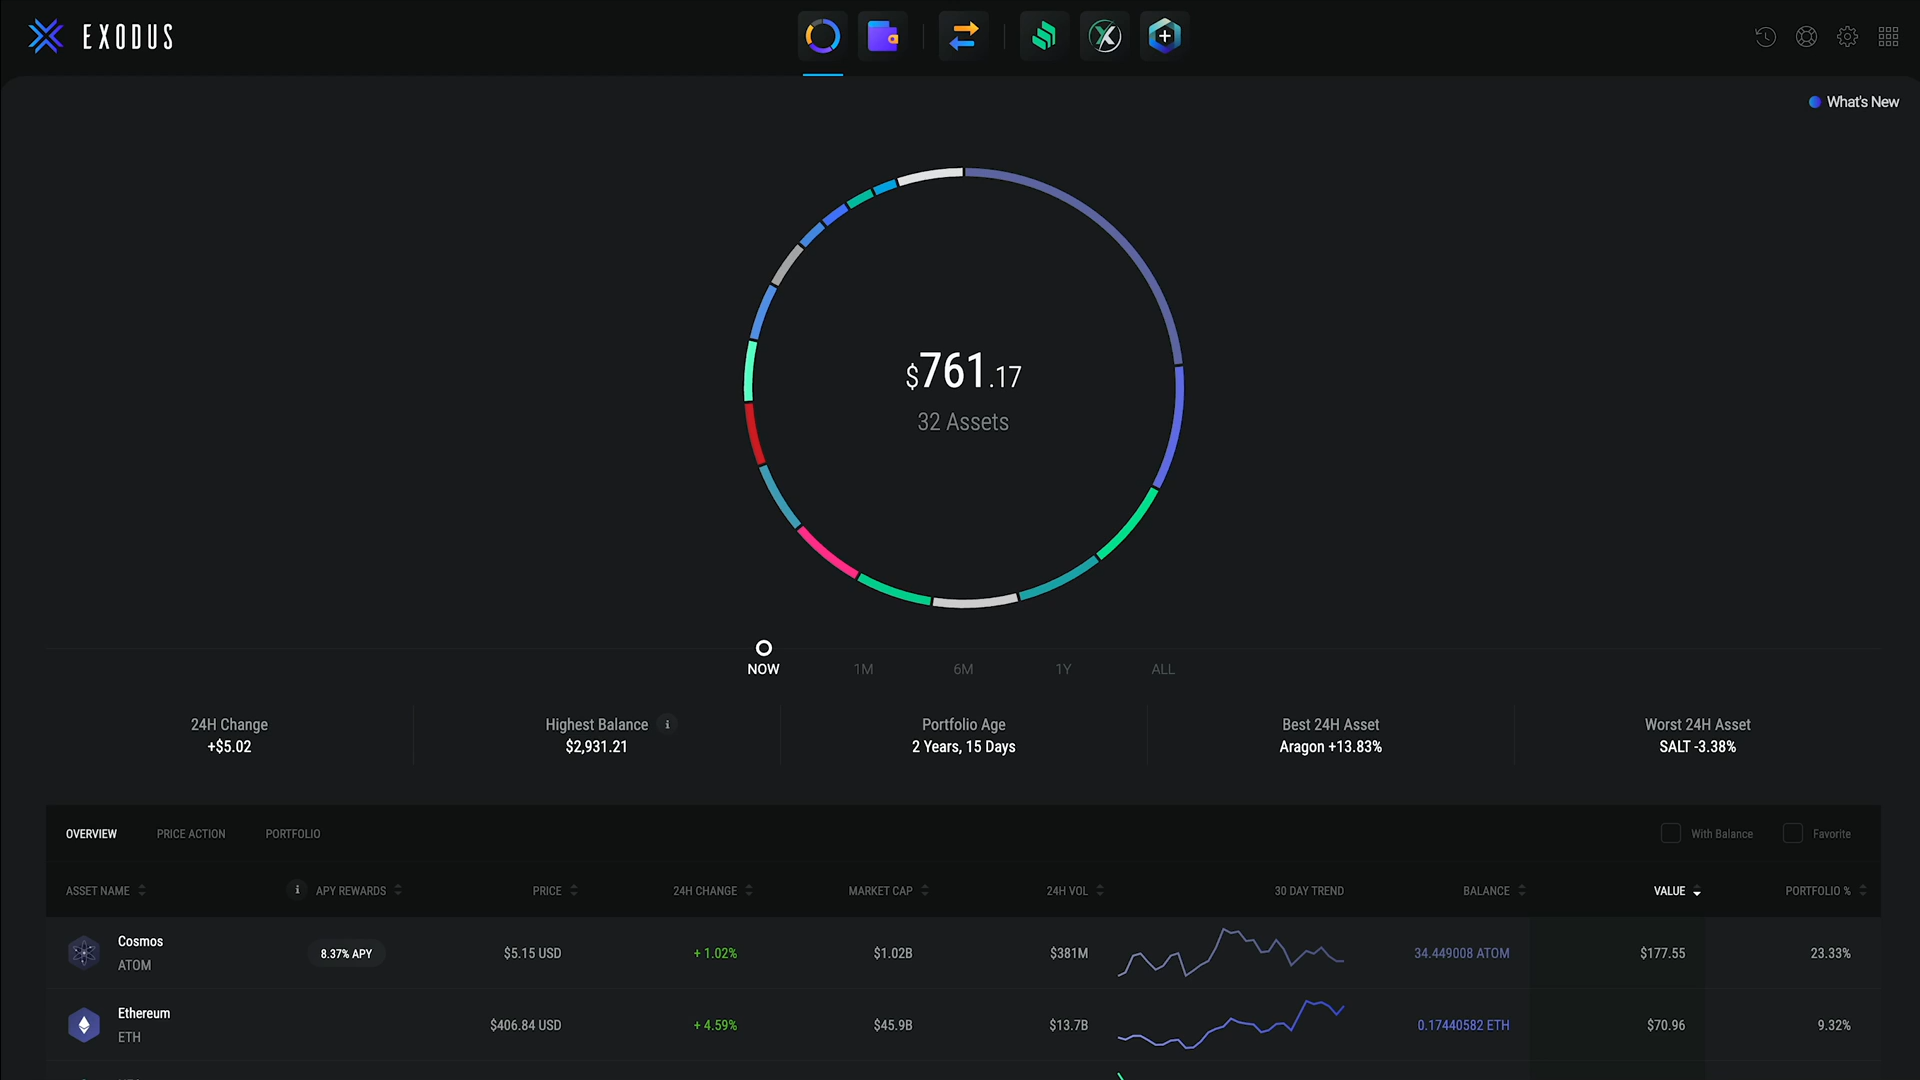 EXODUS
What's New
$761.17
32 Assets
NOW 1M 6M 1Y ALL
24H Change Highest Balance i Portfolio Age Best 24H Asset Worst 24H Asset
+$5.02 $2,931.21 2 Years, 15 Days Aragon +13.83% SALT -3.38%
OVERVIEW PRICE ACTION PORTFOLIO With Balance Favorite
ASSET NAME i APY REWARDS PRICE 24H CHANGE MARKET CAP 24H VOL 30 DAY TREND BALANCE VALUE PORTFOLIO %
Cosmos
ATOM
8.37% APY $5.15 USD + 1.02% $1.02B $381M 34.449008 ATOM $177.55 23.33%
Ethereum
ETH
$406.84 USD + 4.59% $45.9B $13.7B 0.17440582 ETH $70.96 9.32%